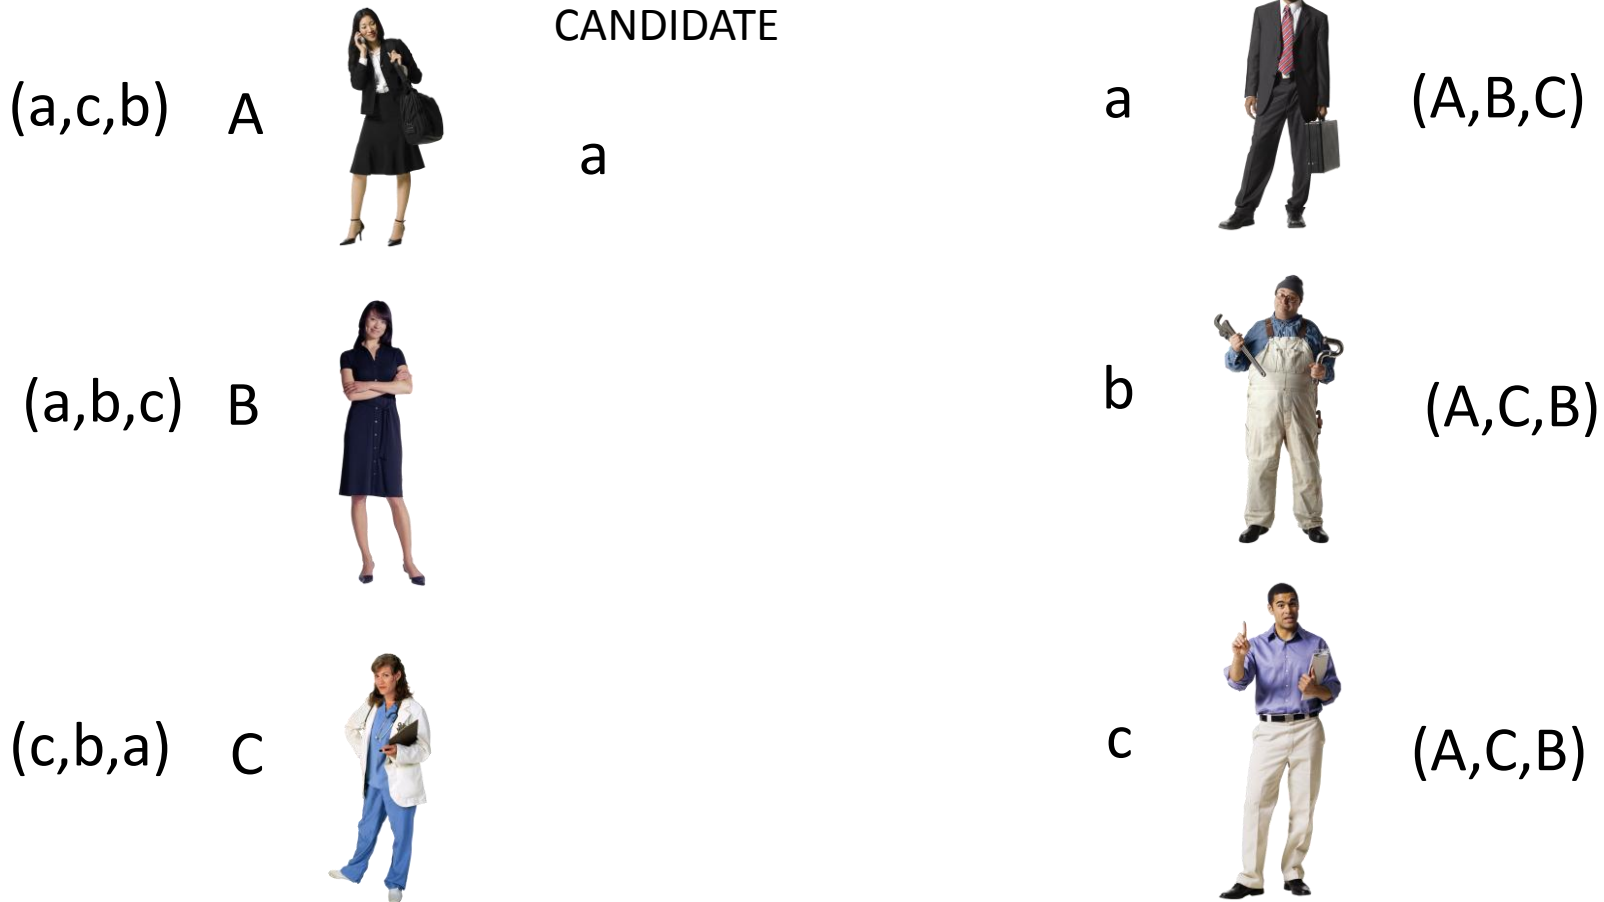 CANDIDATE
(a,c,b) A a a (A,B,C)
(a,b,c) B b (A,C,B)
(c,b,a) C c (A,C,B)